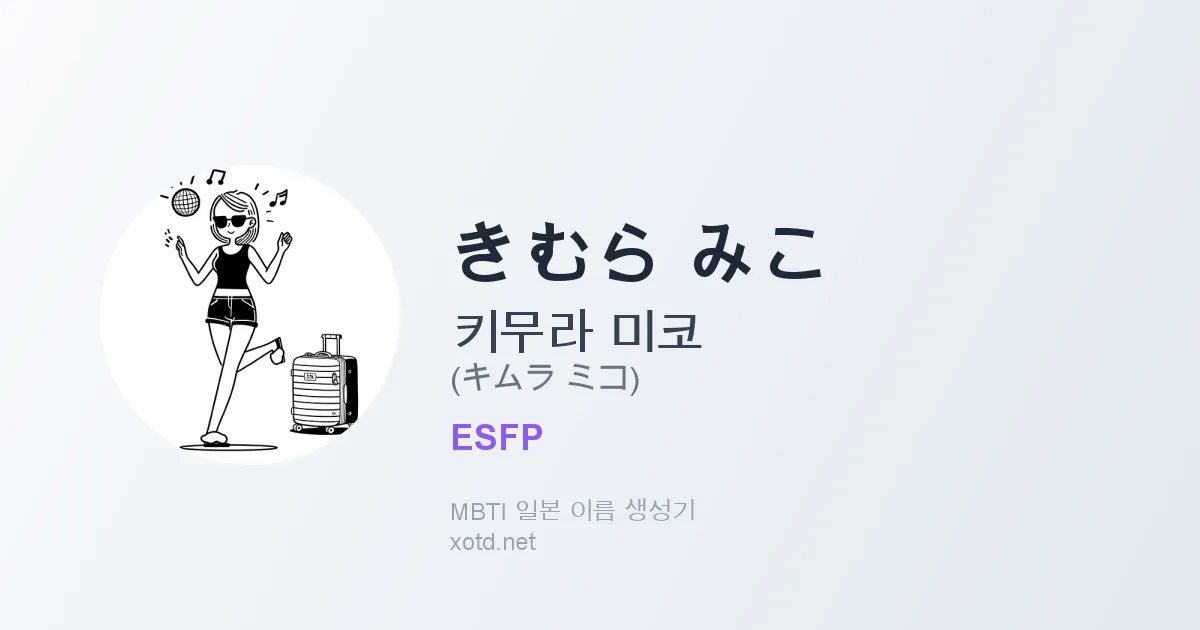 きむら みこ
키무라 미코
(キムラ ミコ)
ESFP
MBTI 일본 이름 생성기
xotd.net